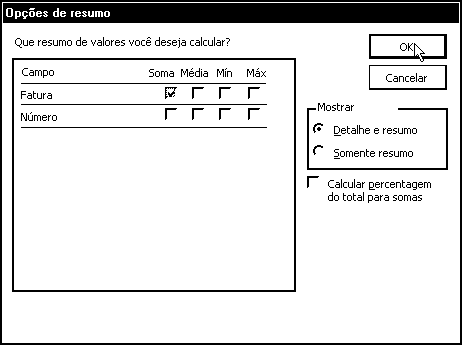 Opções de resumo
Que resumo de valores você deseja calcular?
OK
Cancelar
Campo Soma Média Mín Máx
Fatura
Número
Mostrar
Detalhe e resumo
Somente resumo
Calcular percentagem
do total para somas